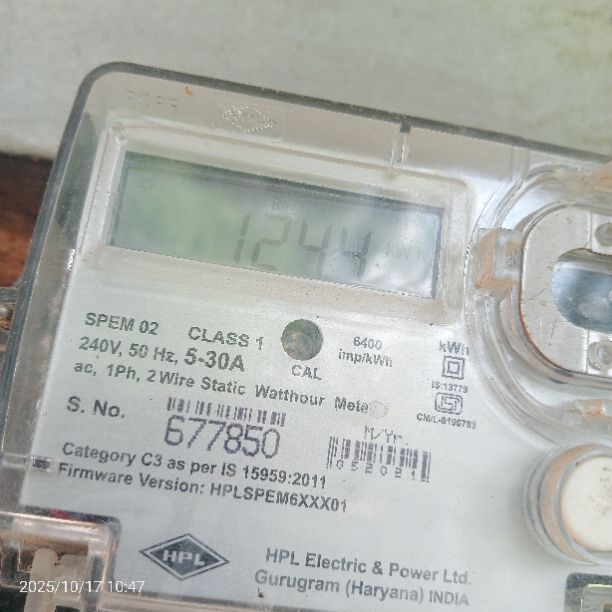 1244 kWh
SPEM 02 CLASS 1
240V, 50 Hz, 5-30A
ac, 1Ph, 2 Wire Static Watthour Meter
CAL
6400
imp/kWh
kWh
IS:13779
S. No.
677850
M/Yr.
052021
Category C3 as per IS 15959:2011
Firmware Version: HPLSPEM6XXX01
HPL
HPL Electric & Power Ltd.
Gurugram (Haryana) INDIA
2025/10/17 10:47